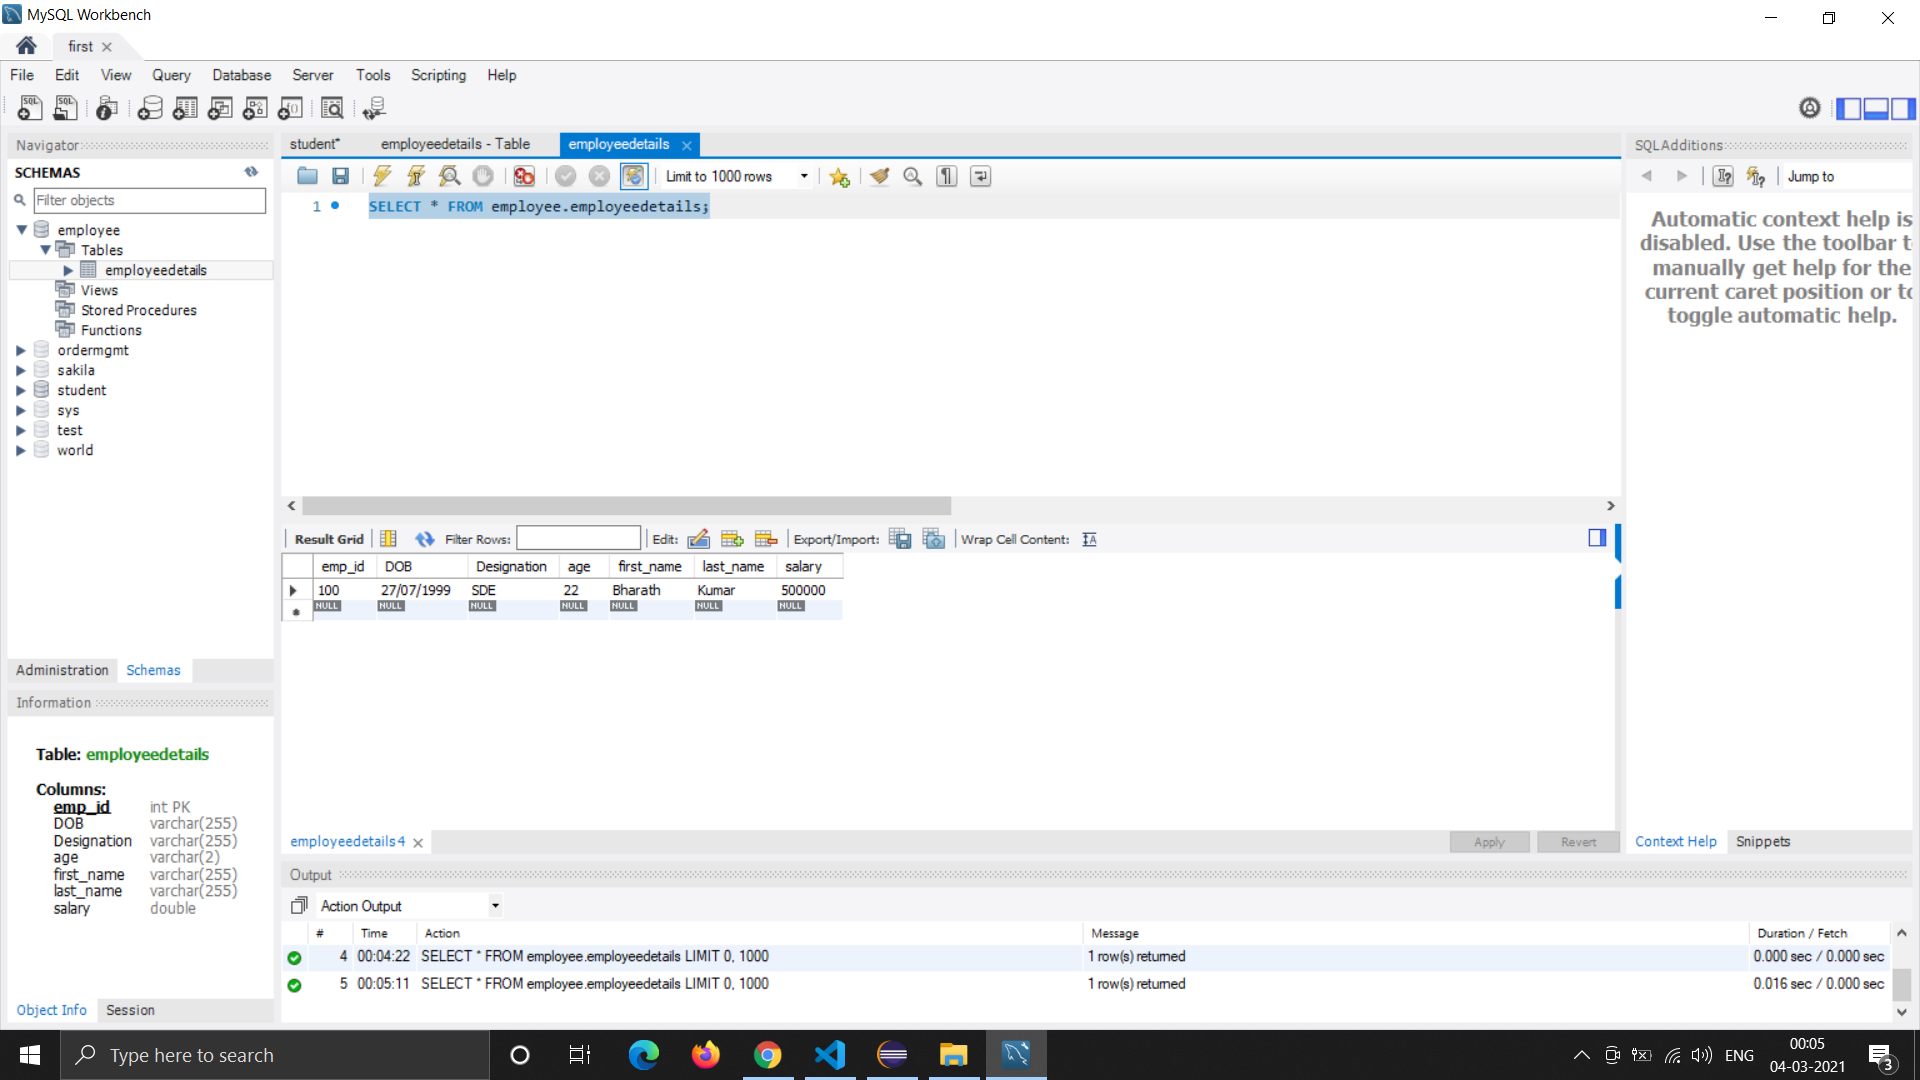 MySQL Workbench
first
File Edit View Query Database Server Tools Scripting Help
Navigator
SCHEMAS
Filter objects
employee
Tables
employeedetails
Views
Stored Procedures
Functions
ordermgmt
sakila
student
sys
test
world
Administration Schemas
Information
Table: employeedetails
Columns:
emp_id int PK
DOB varchar(255)
Designation varchar(255)
age varchar(2)
first_name varchar(255)
last_name varchar(255)
salary double
Object Info Session
student* employeedetails - Table employeedetails
Limit to 1000 rows
1 SELECT * FROM employee.employeedetails;
Result Grid Filter Rows: Edit: Export/Import: Wrap Cell Content:
emp_id DOB Designation age first_name last_name salary
100 27/07/1999 SDE 22 Bharath Kumar 500000
NULL NULL NULL NULL NULL NULL NULL
employeedetails 4
Apply Revert
SQLAdditions
Jump to
Automatic context help is
disabled. Use the toolbar t
manually get help for the
current caret position or to
toggle automatic help.
Context Help Snippets
Output
Action Output
# Time Action Message Duration / Fetch
4 00:04:22 SELECT * FROM employee.employeedetails LIMIT 0, 1000 1 row(s) returned 0.000 sec / 0.000 sec
5 00:05:11 SELECT * FROM employee.employeedetails LIMIT 0, 1000 1 row(s) returned 0.016 sec / 0.000 sec
Type here to search
ENG
00:05
04-03-2021
3